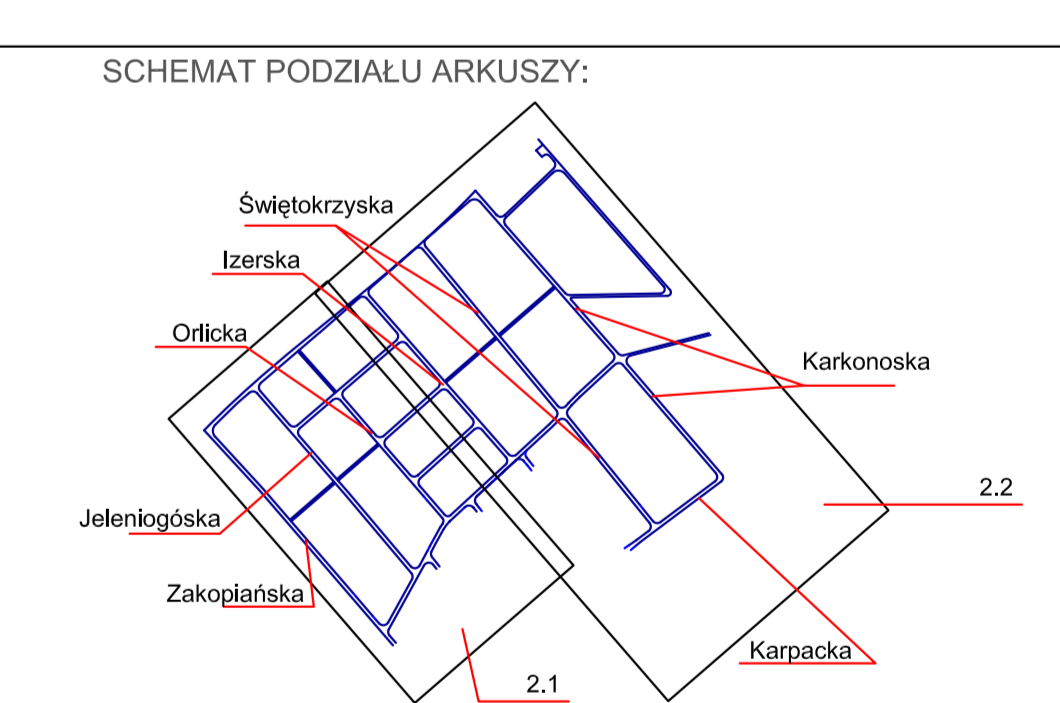 SCHEMAT PODZIAŁU ARKUSZY:
Świętokrzyska
Izerska
Orlicka
Karkonoska
2.2
Jeleniogóska
Zakopiańska
Karpacka
2.1